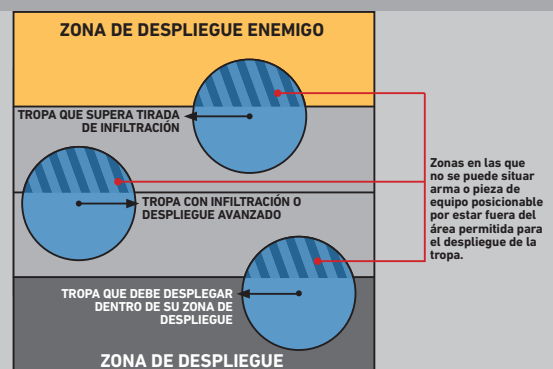 ZONA DE DESPLIEGUE ENEMIGO
TROPA QUE SUPERA TIRADA
DE INFILTRACIÓN
Zonas en las que
no se puede situar
arma o pieza de
equipo posicionable
por estar fuera del
área permitida para
el despliegue de la
tropa.
TROPA CON INFILTRACIÓN O
DESPLIEGUE AVANZADO
TROPA QUE DEBE DESPLEGAR
DENTRO DE SU ZONA DE
DESPLIEGUE
ZONA DE DESPLIEGUE